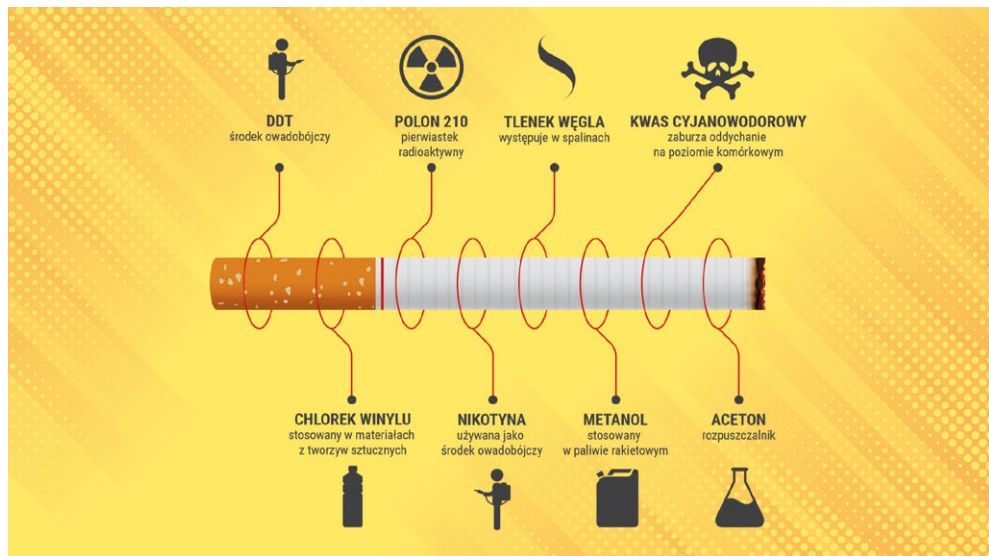 DDT
środek owadobójczy
POLON 210
pierwiastek
radioaktywny
TLENEK WĘGLA
występuje w spalinach
KWAS CYJANOWODOROWY
zaburza oddychanie
na poziomie komórkowym
CHLOREK WINYLU
stosowany w materiałach
z tworzyw sztucznych
NIKOTYNA
używana jako
środek owadobójczy
METANOL
stosowany
w paliwie rakietowym
ACETON
rozpuszczalnik